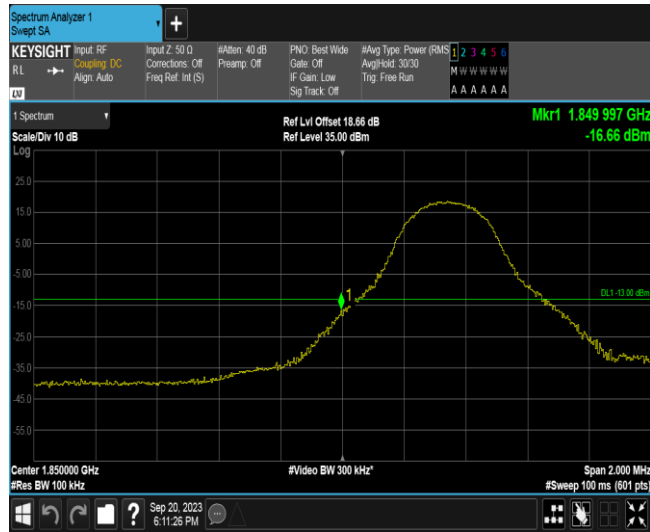 Spectrum Analyzer 1
Swept SA
KEYSIGHT
RL
LXI
Input: RF
Coupling: DC
Align: Auto
Input Z: 50 Ω
Corrections: Off
Freq Ref: Int (S)
#Atten: 40 dB
Preamp: Off
PNO: Best Wide
Gate: Off
IF Gain: Low
Sig Track: Off
#Avg Type: Power (RMS
Avg|Hold: 30/30
Trig: Free Run
1 2 3 4 5 6
M W W W W W
A A A A A A
1 Spectrum
Scale/Div 10 dB
Log
Ref Lvl Offset 18.66 dB
Ref Level 35.00 dBm
Mkr1 1.849 997 GHz
-16.66 dBm
25.0
15.0
5.00
-5.00
-15.0
-25.0
-35.0
-45.0
-55.0
1
DL1 -13.00 dBm
Center 1.850000 GHz
#Res BW 100 kHz
#Video BW 300 kHz*
Span 2.000 MHz
#Sweep 100 ms (601 pts)
?
Sep 20, 2023
6:11:26 PM